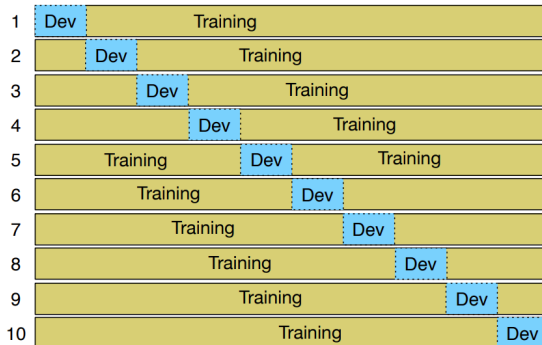 1 Dev Training
2 Dev Training
3 Dev Training
4 Dev Training
5 Training Dev Training
6 Training Dev
7 Training Dev
8 Training Dev
9 Training Dev
10 Training Dev